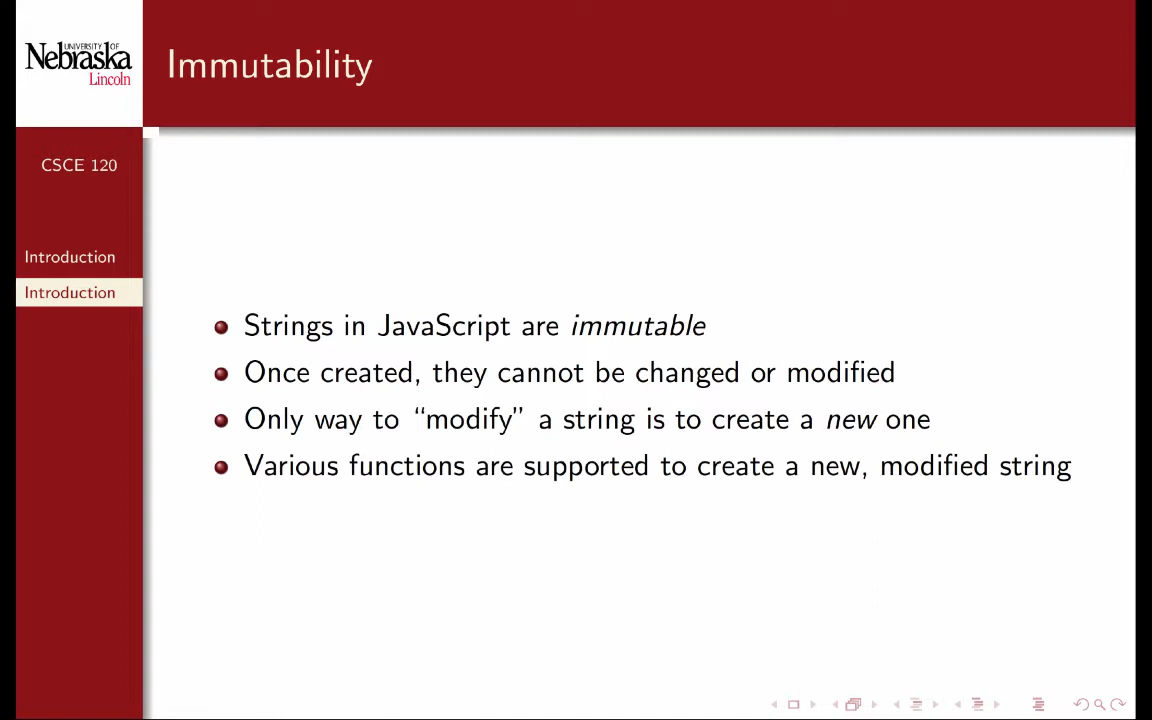 UNIVERSITY OF
Nebraska
Lincoln
Immutability
CSCE 120
Introduction
Introduction
Strings in JavaScript are immutable
Once created, they cannot be changed or modified
Only way to “modify” a string is to create a new one
Various functions are supported to create a new, modified string